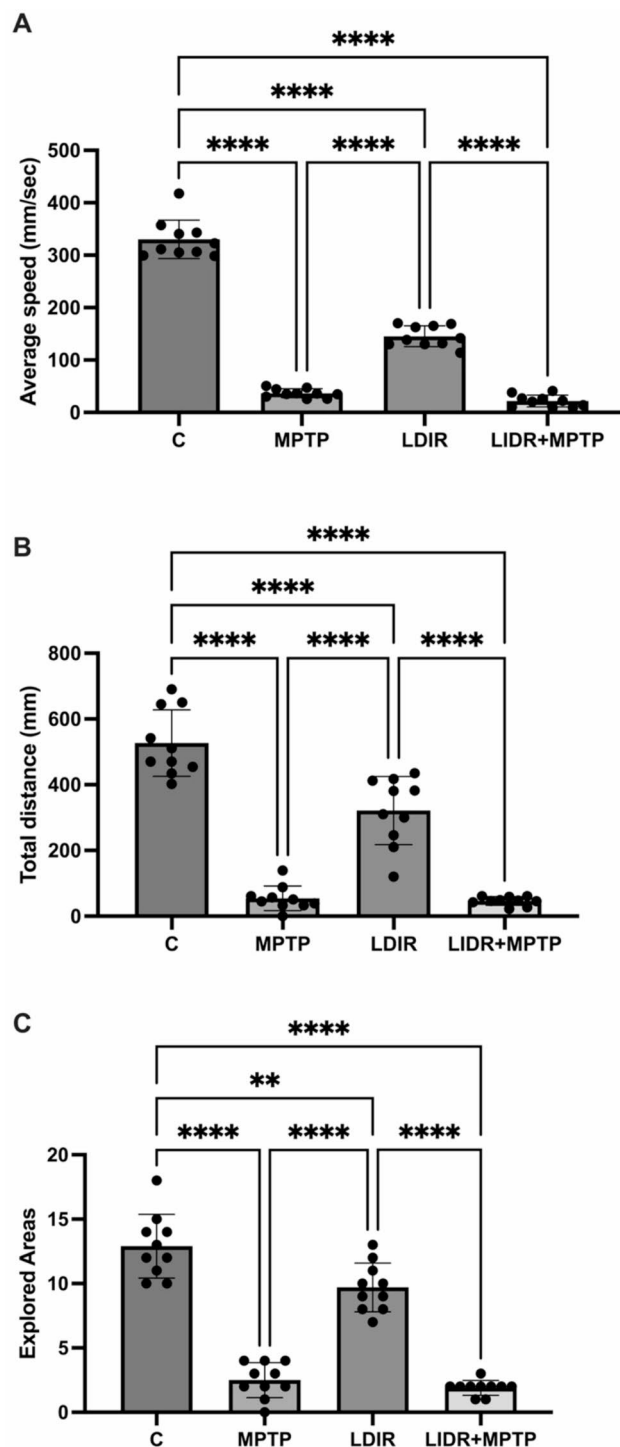 A
****
****
**** **** ****
Average speed (mm/sec)
500
400
300
200
100
0
C MPTP LDIR LIDR+MPTP
B
****
****
**** **** ****
Total distance (mm)
800
600
400
200
0
C MPTP LDIR LIDR+MPTP
C
****
**
**** **** ****
Explored Areas
20
15
10
5
0
C MPTP LDIR LIDR+MPTP